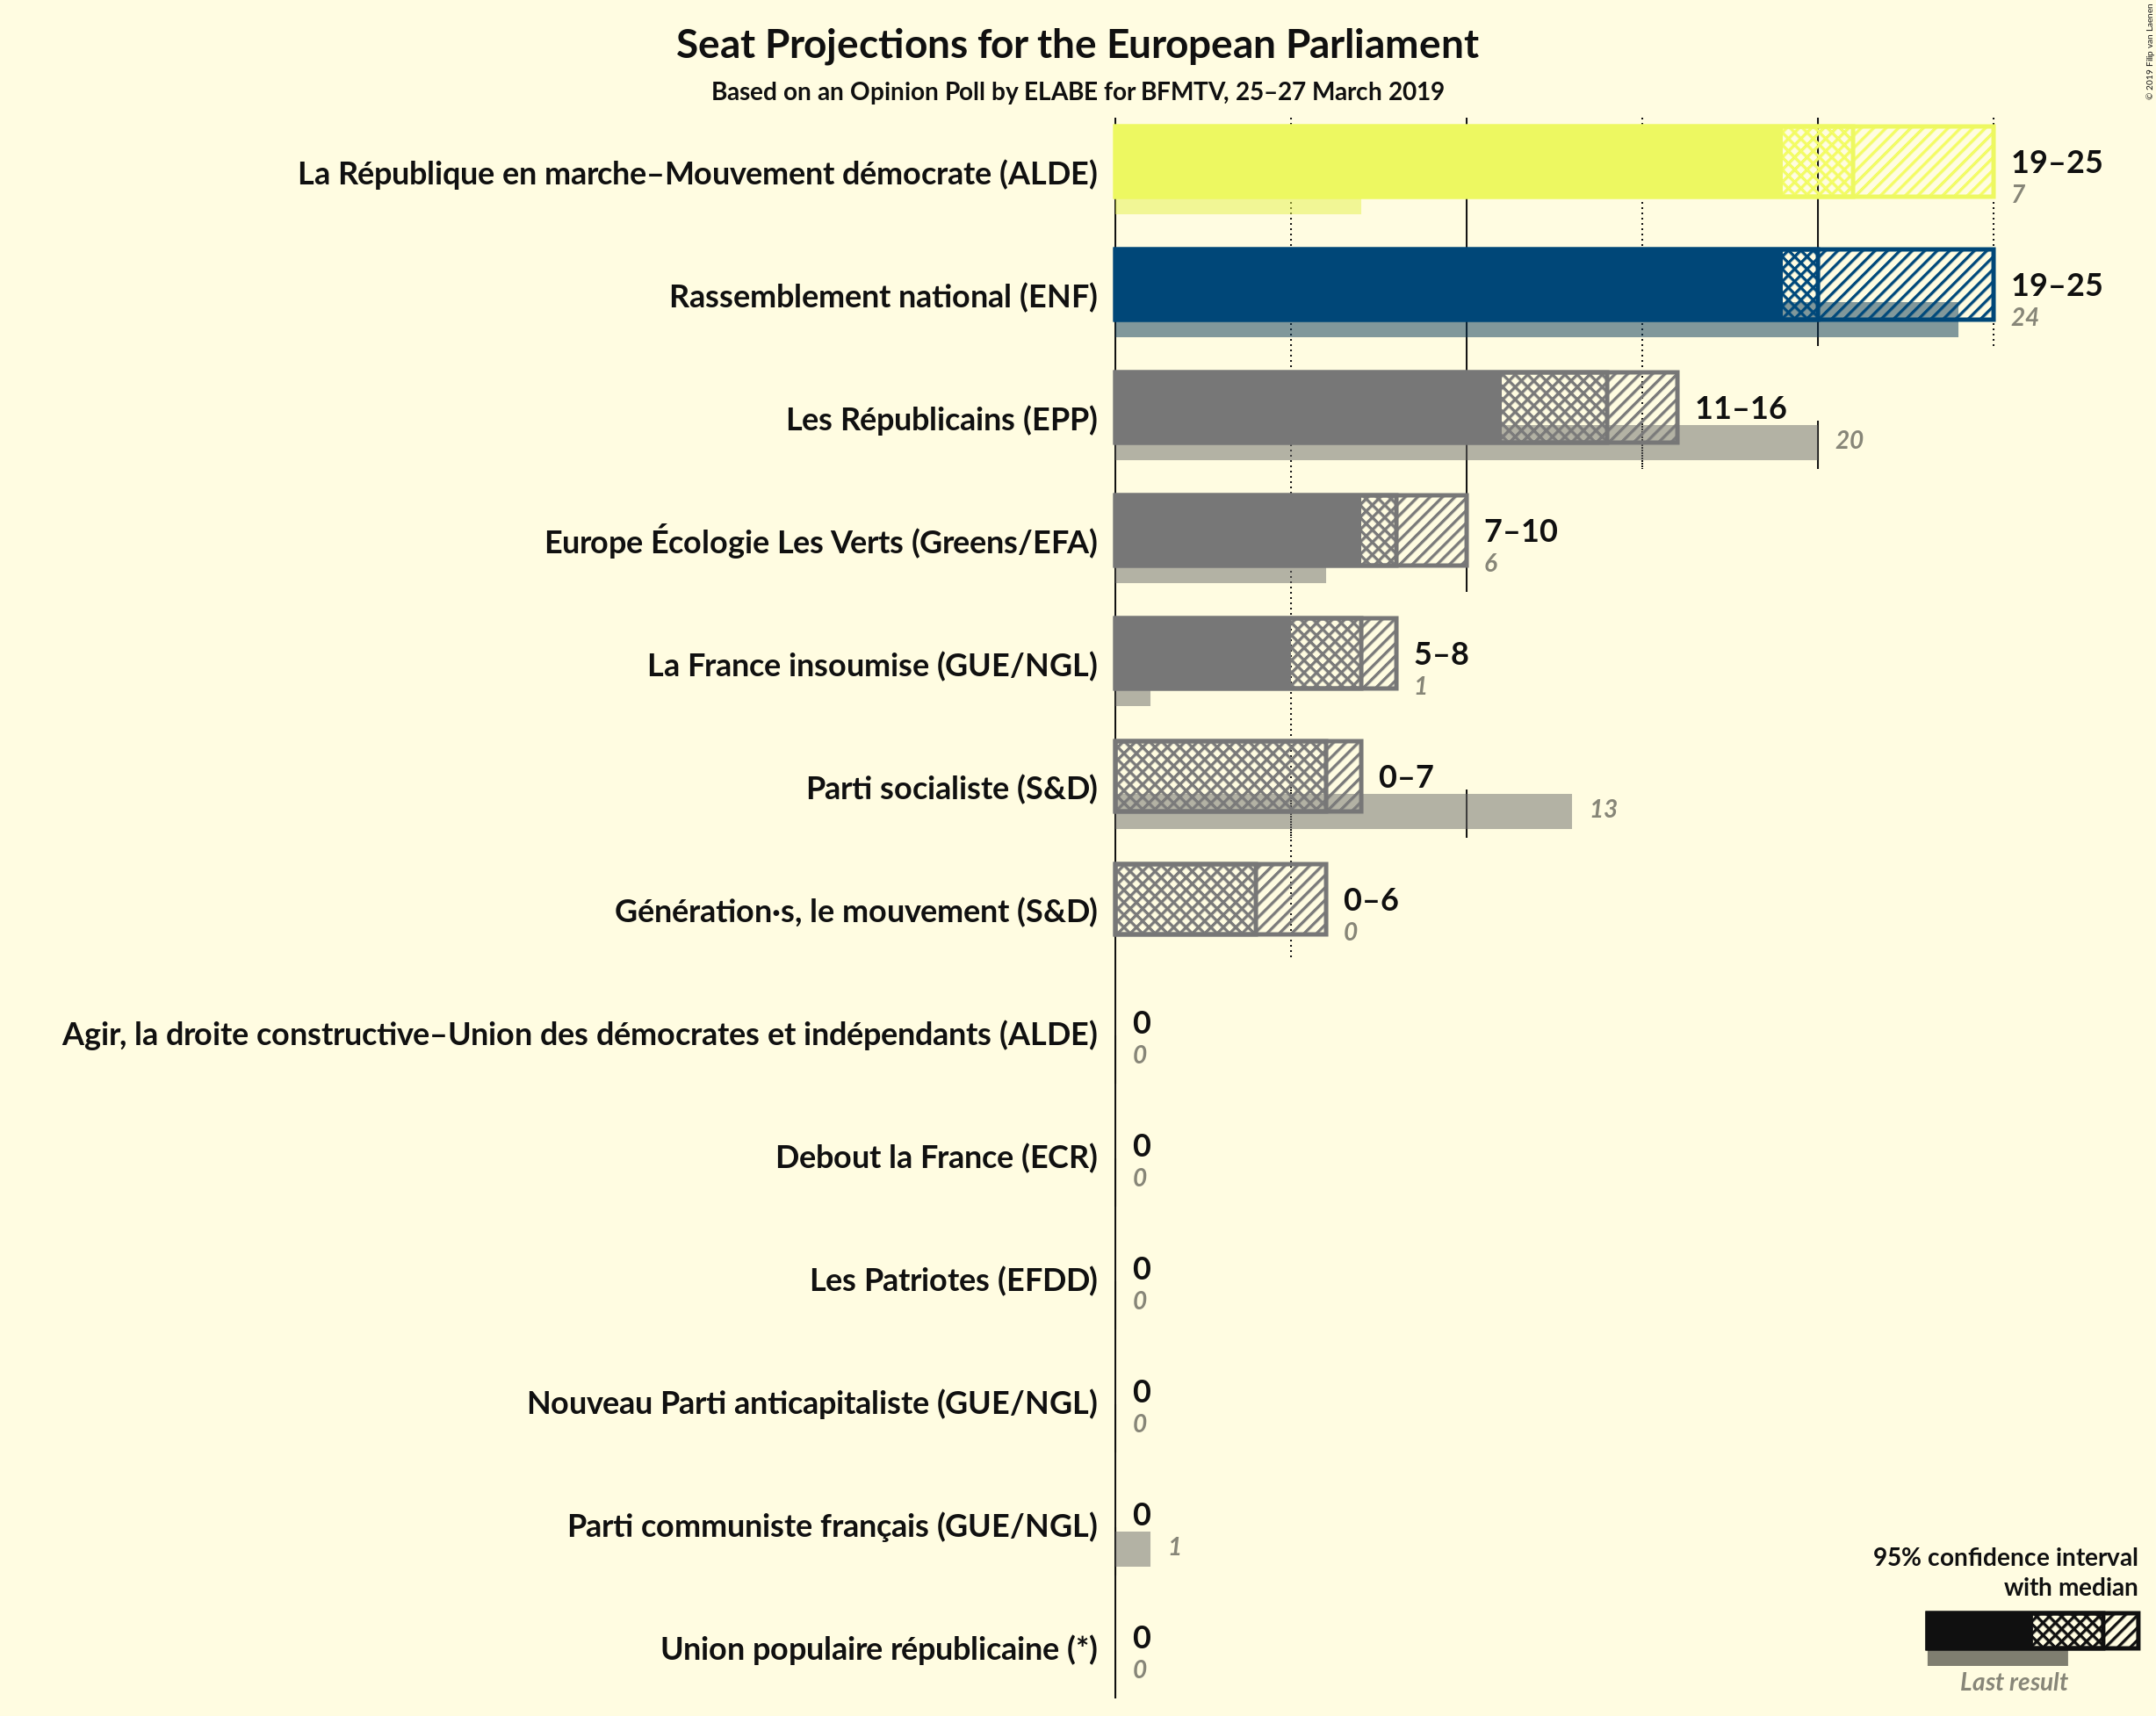 Seat Projections for the European Parliament
Based on an Opinion Poll by ELABE for BFMTV, 25–27 March 2019
© 2019 Filip van Laenen
La République en marche–Mouvement démocrate (ALDE)
19–25
7
Rassemblement national (ENF)
19–25
24
Les Républicains (EPP)
11–16
20
Europe Écologie Les Verts (Greens/EFA)
7–10
6
La France insoumise (GUE/NGL)
5–8
1
Parti socialiste (S&D)
0–7
13
Génération·s, le mouvement (S&D)
0–6
0
Agir, la droite constructive–Union des démocrates et indépendants (ALDE)
0
0
Debout la France (ECR)
0
0
Les Patriotes (EFDD)
0
0
Nouveau Parti anticapitaliste (GUE/NGL)
0
0
Parti communiste français (GUE/NGL)
0
1
Union populaire républicaine (*)
0
0
95% confidence interval
with median
Last result